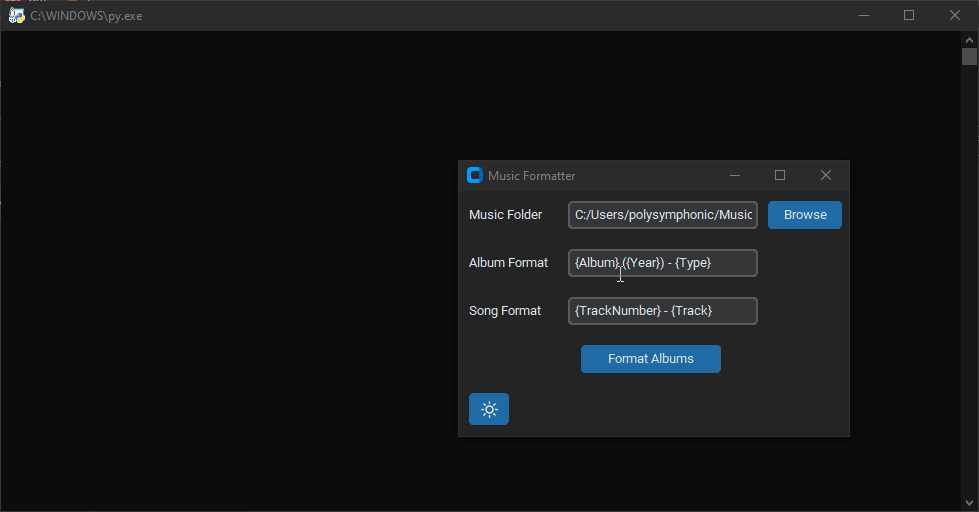 C:\WINDOWS\py.exe
Music Formatter
Music Folder C:/Users/polysymphonic/Music Browse
Album Format {Album} ({Year}) - {Type}
Song Format {TrackNumber} - {Track}
Format Albums